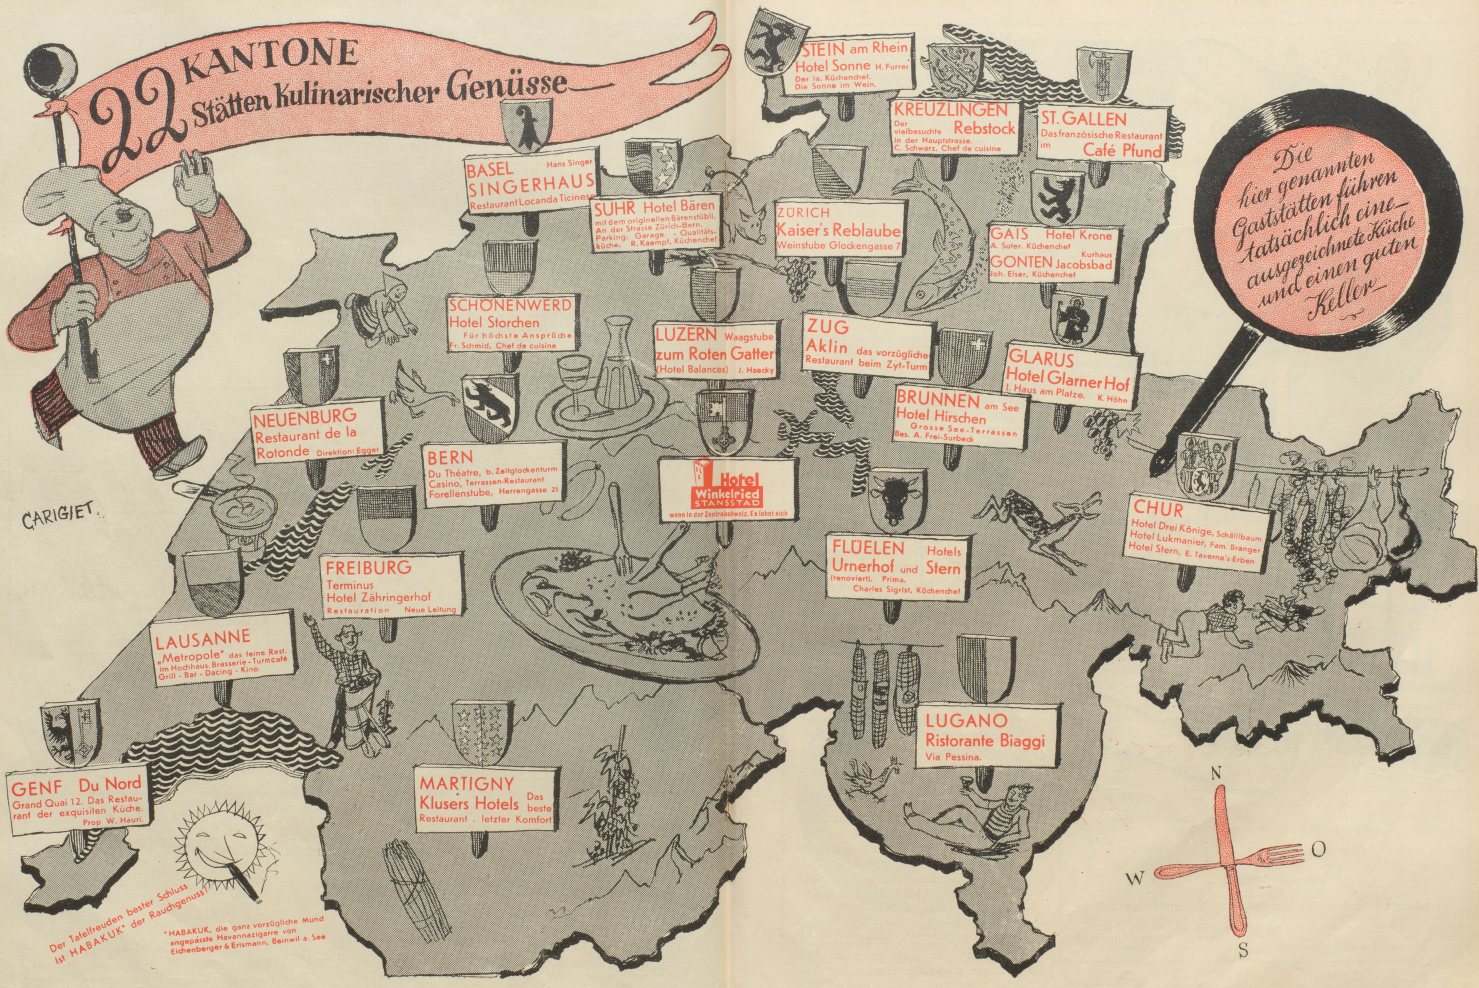 22 KANTONE
Stätten Kulinarischer Genüsse
STEIN am Rhein
Hotel Sonne H. Furrer
Der Ia. Küchenchef.
Die Sonne im Wein.
KREUZLINGEN
Der
vielbesuchte Rebstock
in der Hauptstrasse.
C. Schwarz, Chef de cuisine
ST. GALLEN
Das französische Restaurant
im Café Pfund
BASEL Hans Singer
SINGERHAUS
Restaurant Locanda Ticinese
SUHR Hotel Bären
mit dem originellen Bärenstübli,
An der Strasse Zürich-Bern.
Parking. Garage. - Qualitäts-
küche. R. Kaempf, Küchenchef
ZÜRICH
Kaiser's Reblaube
Weinstube Glockengasse 7
GAIS Hotel Krone
A. Suter, Küchenchef
Kurhaus
GONTEN Jacobsbad
Joh. Elser, Küchenchef
Die
hier genannten
Gaststätten führen
tatsächlich eine
ausgezeichnete Küche
und einen guten
Keller
SCHÖNENWERD
Hotel Storchen
Für höchste Ansprüche
Fr. Schmid, Chef de cuisine
LUZERN Waagstube
zum Roten Gatter
(Hotel Balances) J. Haecky
ZUG
Aklin das vorzügliche
Restaurant beim Zyt-Turm
GLARUS
Hotel Glarner Hof
I. Haus am Platze. K. Höhn
BRUNNEN am See
Hotel Hirschen
Grosse See-Terrassen
Bes. A. Frei-Surbeck
NEUENBURG
Restaurant de la
Rotonde Direktion: Egger
BERN
Du Théatre, b. Zeitglockenturm
Casino, Terrassen-Restaurant
Forellenstube, Herrengasse 25
Hotel
Winkelried
STANSSTAD
wenn in der Zentralschweiz. Es lohnt sich
CHUR
Hotel Drei Könige, Schällibaum
Hotel Lukmanier, Fam. Branger
Hotel Stern, E. Taverna's Erben
CARIGIET.
FLÜELEN Hotels
Urnerhof und Stern
(renoviert). Prima.
Charles Sigrist, Küchenchef
FREIBURG
Terminus
Hotel Zähringerhof
Restauration Neue Leitung
LAUSANNE
„Metropole" das feine Rest.
im Hochhaus. Brasserie - Turmcafé
Grill - Bar - Dacing - Kino.
LUGANO
Ristorante Biaggi
Via Pessina.
GENF Du Nord
Grand Quai 12. Das Restau-
rant der exquisiten Küche.
Prop W. Hauri.
MARTIGNY
Klusers Hotels Das
beste
Restaurant . letzter Komfort
Der Tafelfreuden bester Schluss
ist HABAKUK* der Rauchgenuss!
*HABAKUK, die ganz vorzügliche Mund
angepasste Havannazigarre von
Eichenberger & Erismann, Beinwil a. See
N
W
O
S